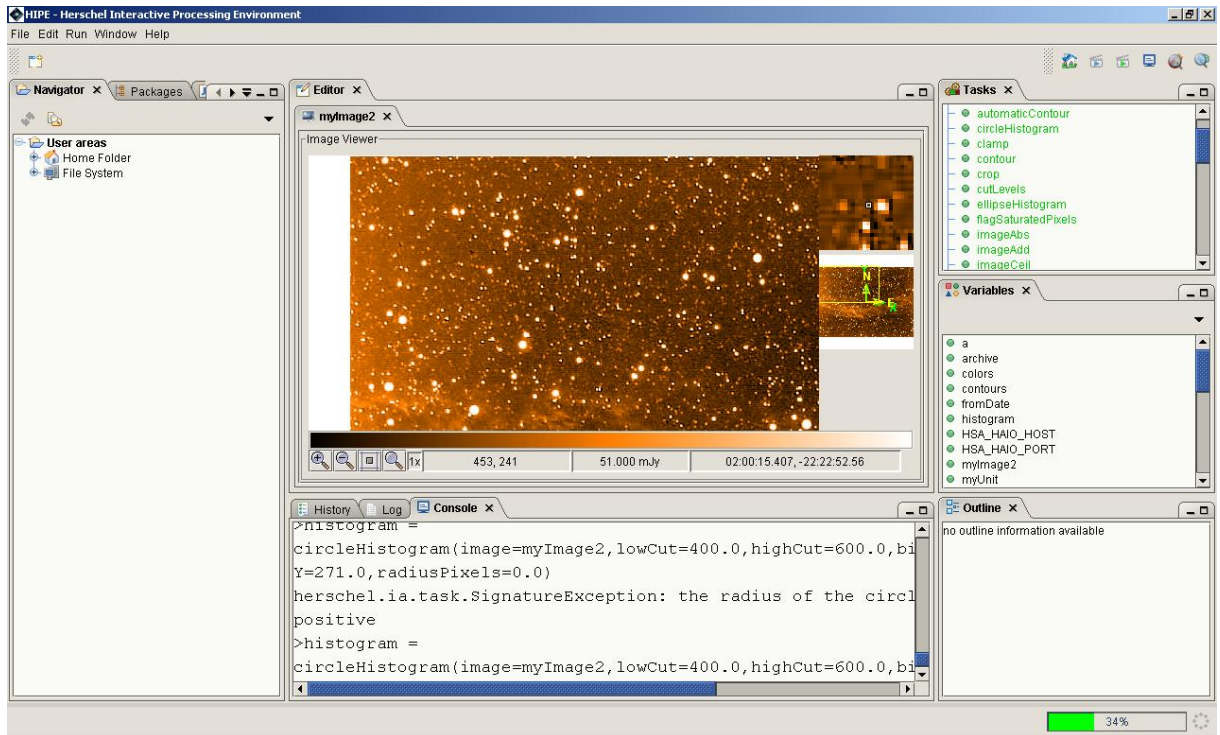 HIPE - Herschel Interactive Processing Environment
File Edit Run Window Help
Navigator
Packages
User areas
Home Folder
File System
Editor
myImage2
Image Viewer
N
E
1x
453, 241
51.000 mJy
02:00:15.407, -22:22:52.56
History
Log
Console
>histogram =
circleHistogram(image=myImage2,lowCut=400.0,highCut=600.0,bi
Y=271.0,radiusPixels=0.0)
herschel.ia.task.SignatureException: the radius of the circl
positive
>histogram =
circleHistogram(image=myImage2,lowCut=400.0,highCut=600.0,bi
Tasks
automaticContour
circleHistogram
clamp
contour
crop
cutLevels
ellipseHistogram
flagSaturatedPixels
imageAbs
imageAdd
imageCeil
Variables
a
archive
colors
contours
fromDate
histogram
HSA_HAIO_HOST
HSA_HAIO_PORT
myImage2
myUnit
Outline
no outline information available
34%